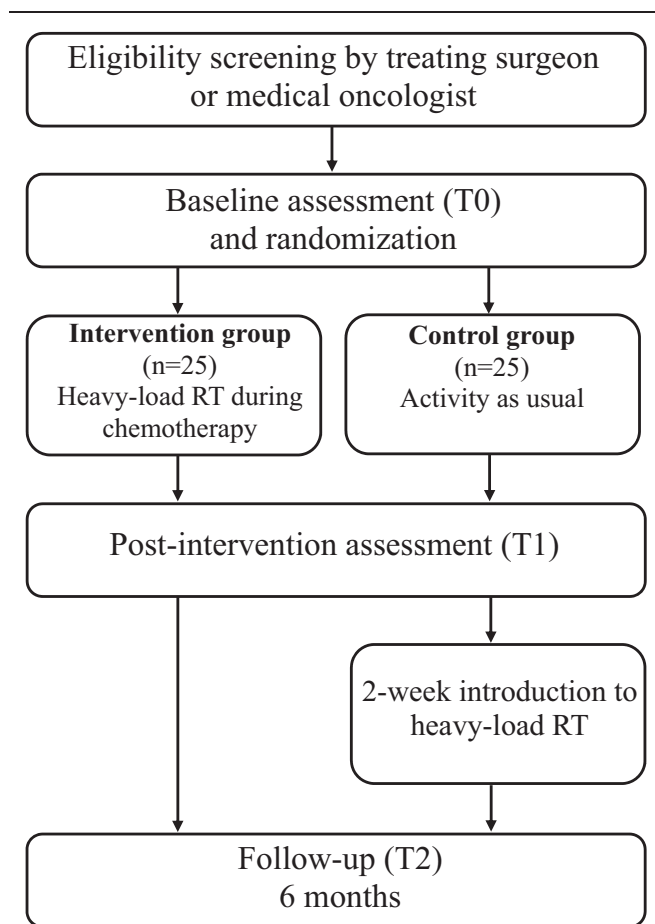 Eligibility screening by treating surgeon
or medical oncologist
Baseline assessment (T0)
and randomization
Intervention group
(n=25)
Heavy-load RT during
chemotherapy
Control group
(n=25)
Activity as usual
Post-intervention assessment (T1)
2-week introduction to
heavy-load RT
Follow-up (T2)
6 months